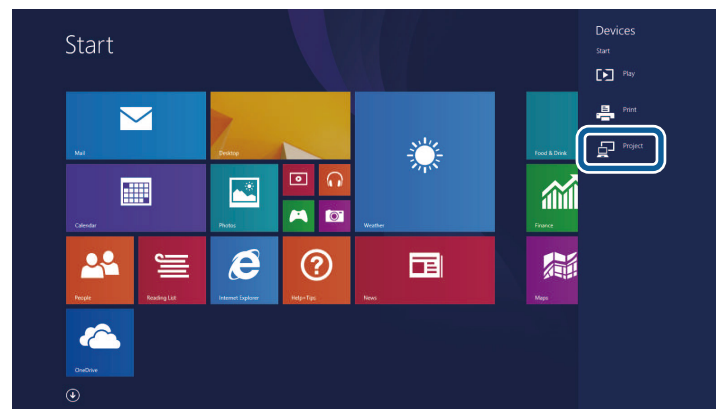 Start
Mail
Desktop
Weather
Food & Drink
Calendar
Photos
Finance
People
Reading List
Internet Explorer
Help+Tips
News
Maps
OneDrive
Devices
Start
Play
Print
Project